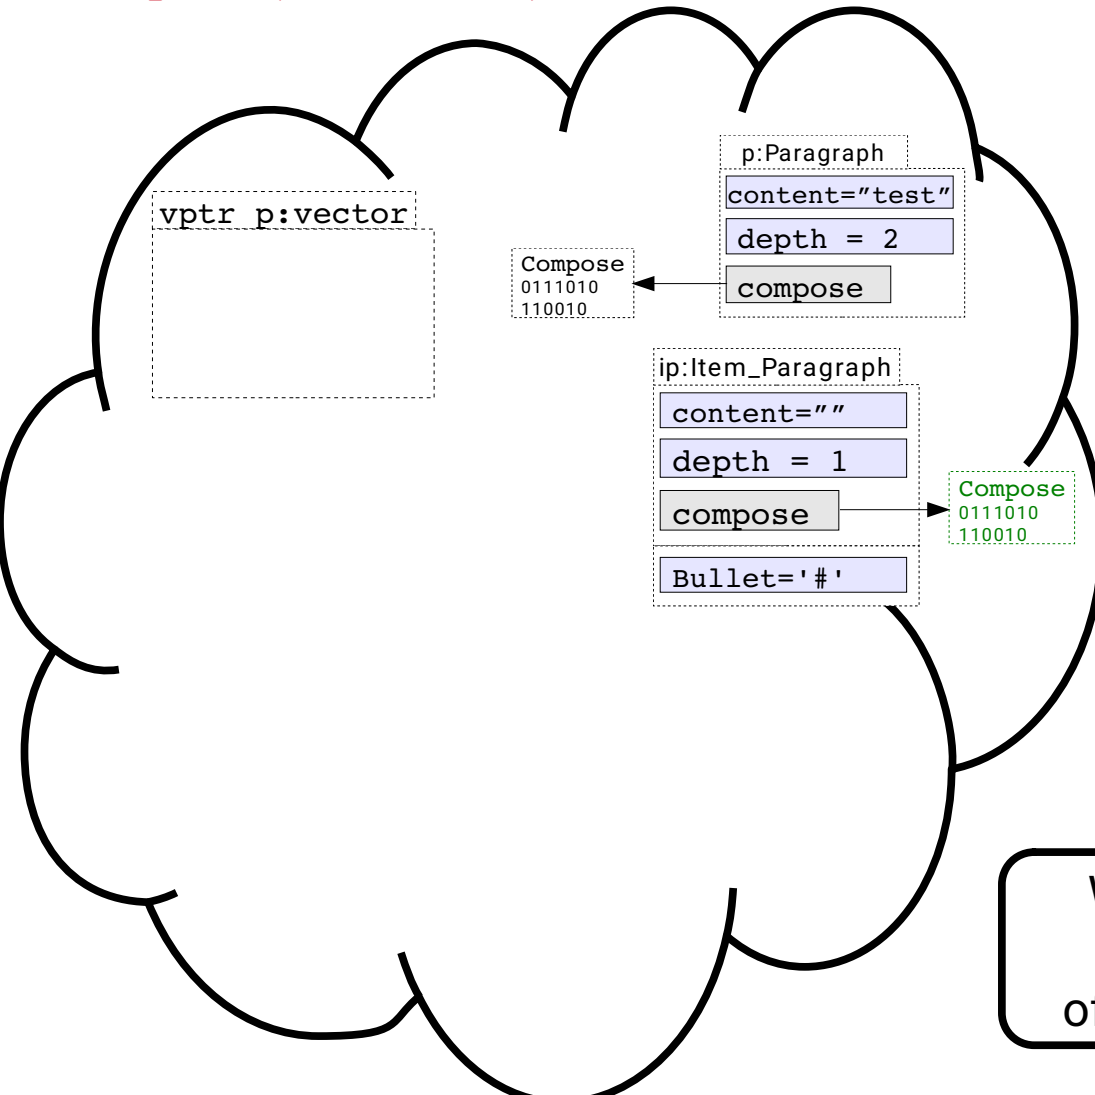 p:Paragraph
content=”test”
depth = 2
compose
vptr p:vector
Compose
0111010
110010
ip:Item_Paragraph
content=””
depth = 1
compose
Bullet='#'
Compose
0111010
110010